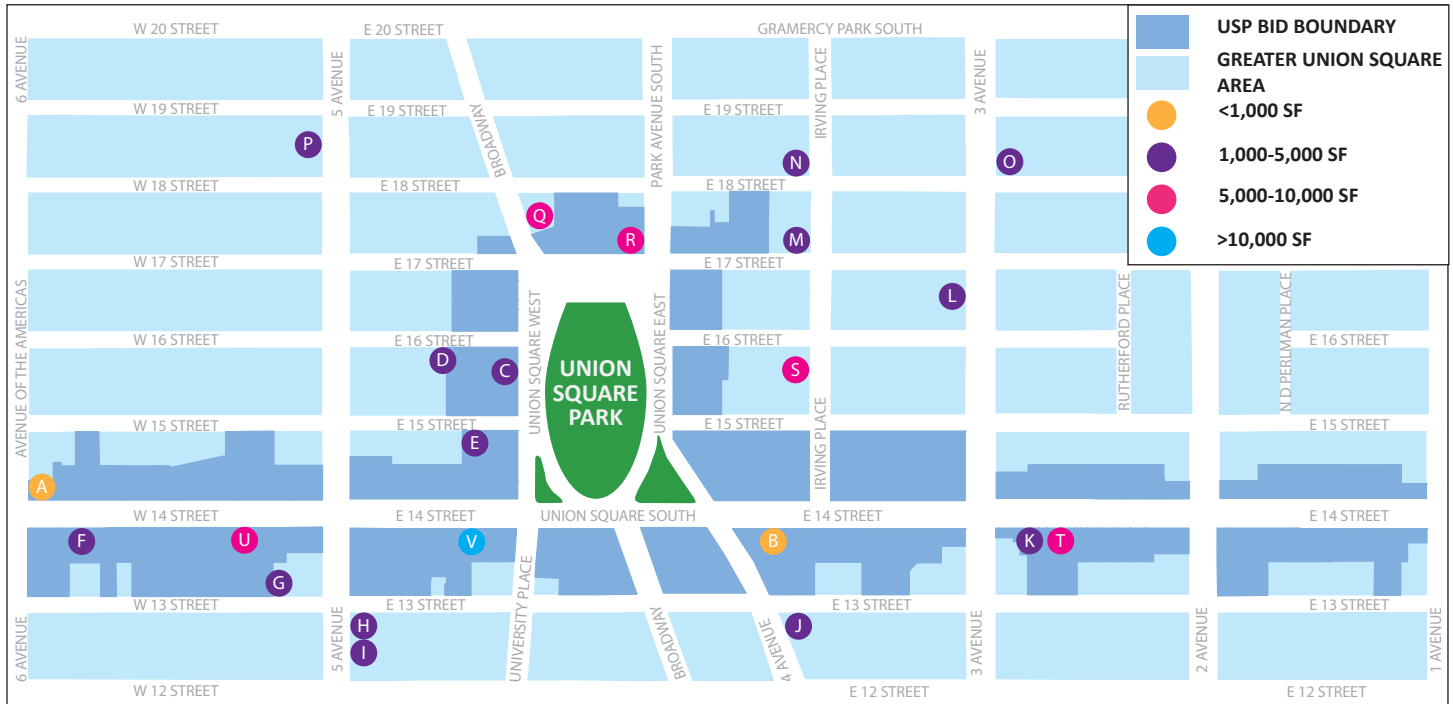 W 20 STREET
E 20 STREET
GRAMERCY PARK SOUTH
USP BID BOUNDARY
GREATER UNION SQUARE
AREA
<1,000 SF
1,000-5,000 SF
5,000-10,000 SF
>10,000 SF
6 AVENUE
5 AVENUE
BROADWAY
PARK AVENUE SOUTH
IRVING PLACE
3 AVENUE
W 19 STREET
E 19 STREET
E 19 STREET
P
N
O
W 18 STREET
E 18 STREET
E 18 STREET
Q
R
M
W 17 STREET
E 17 STREET
E 17 STREET
AVENUE OF THE AMERICAS
UNION SQUARE WEST
UNION SQUARE EAST
L
RUTHERFORD PLACE
N D PERLMAN PLACE
W 16 STREET
E 16 STREET
E 16 STREET
E 16 STREET
D
C
UNION
SQUARE
PARK
S
IRVING PLACE
W 15 STREET
E 15 STREET
E 15 STREET
E 15 STREET
E
A
W 14 STREET
E 14 STREET
UNION SQUARE SOUTH
E 14 STREET
E 14 STREET
F
U
V
B
K
T
G
W 13 STREET
E 13 STREET
E 13 STREET
E 13 STREET
6 AVENUE
5 AVENUE
H
I
UNIVERSITY PLACE
BROADWAY
4 AVENUE
J
3 AVENUE
2 AVENUE
1 AVENUE
W 12 STREET
E 12 STREET
E 12 STREET